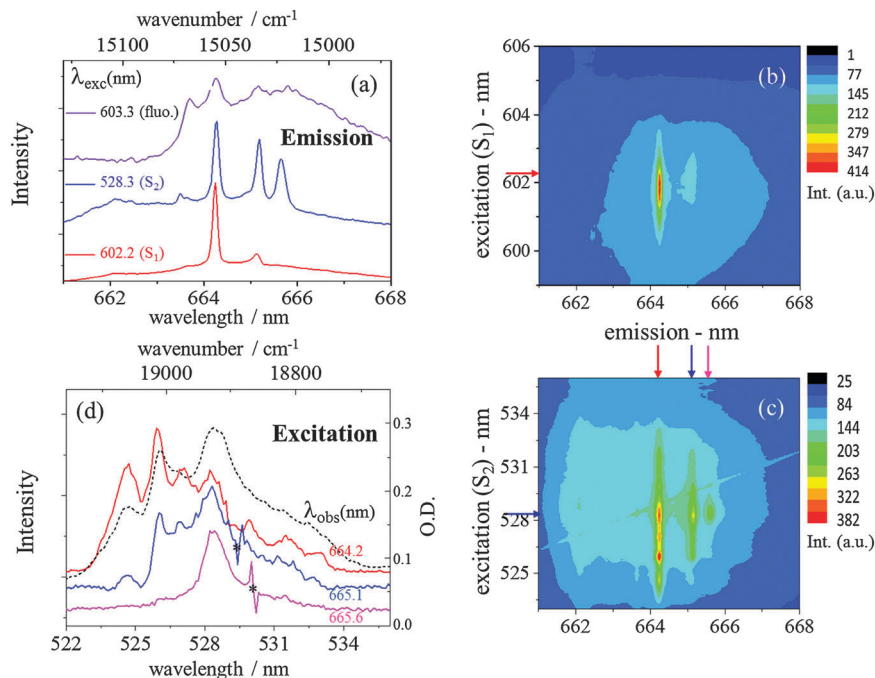 wavenumber / cm-1
15100 15050 15000
λexc(nm)
(a)
603.3 (fluo.)
Emission
528.3 (S2)
602.2 (S1)
Intensity
662 664 666 668
wavelength / nm
606
604
602
600
excitation (S1) - nm
(b)
662 664 666 668
1
77
145
212
279
347
414
Int. (a.u.)
emission - nm
wavenumber / cm-1
19000 18800
(d)
Excitation
λobs(nm)
664.2
665.1
665.6
*
*
Intensity
0.3
0.2
0.1
0.0
O.D.
522 525 528 531 534
wavelength / nm
534
531
528
525
excitation (S2) - nm
(c)
662 664 666 668
25
84
144
203
263
322
382
Int. (a.u.)